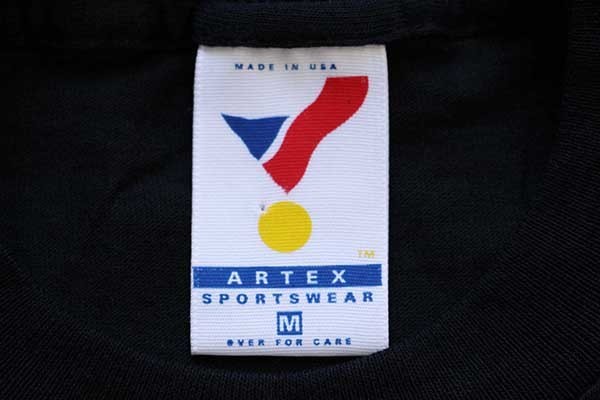 MADE IN USA
TM
ARTEX
SPORTSWEAR
M
OVER FOR CARE